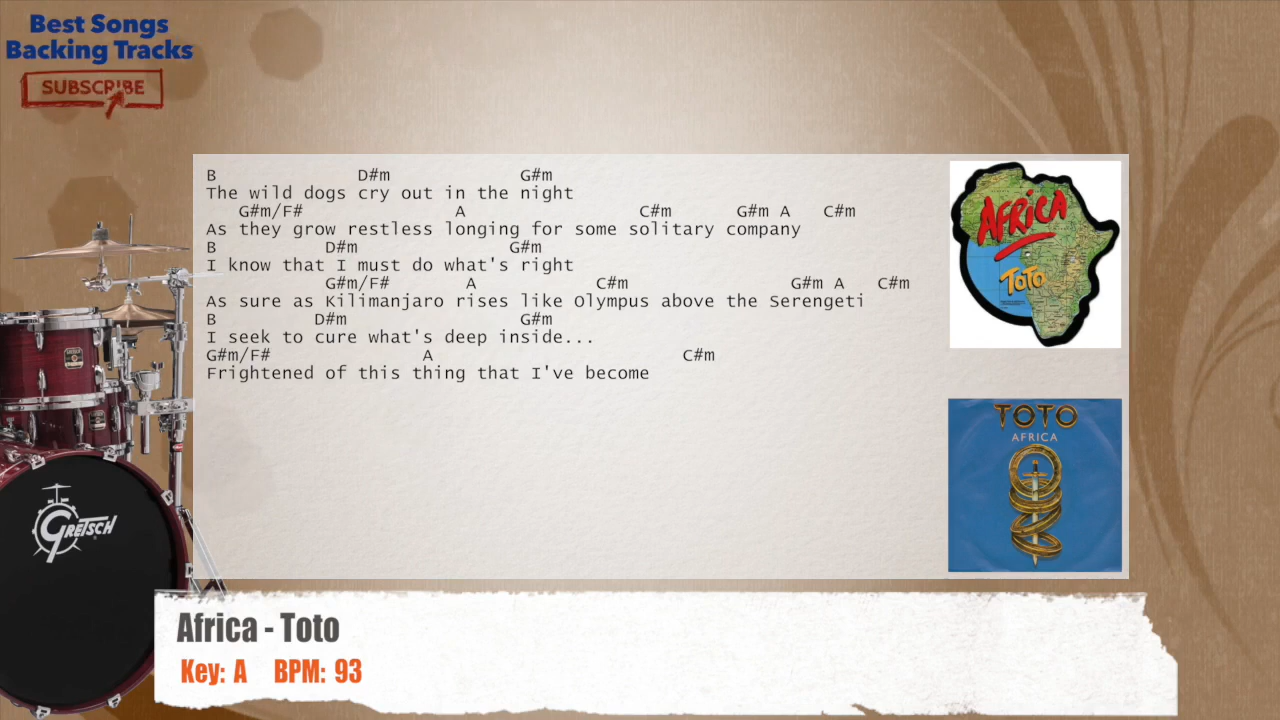 Best Songs
Backing Tracks
SUBSCRIBE
B D#m G#m
The wild dogs cry out in the night
G#m/F# A C#m G#m A C#m
As they grow restless longing for some solitary company
B D#m G#m
I know that I must do what's right
G#m/F# A C#m G#m A C#m
As sure as Kilimanjaro rises like Olympus above the Serengeti
B D#m G#m
I seek to cure what's deep inside...
G#m/F# A C#m
Frightened of this thing that I've become
AFRICA
TOTO
TOTO
AFRICA
GRETSCH
Africa - Toto
Key: A BPM: 93